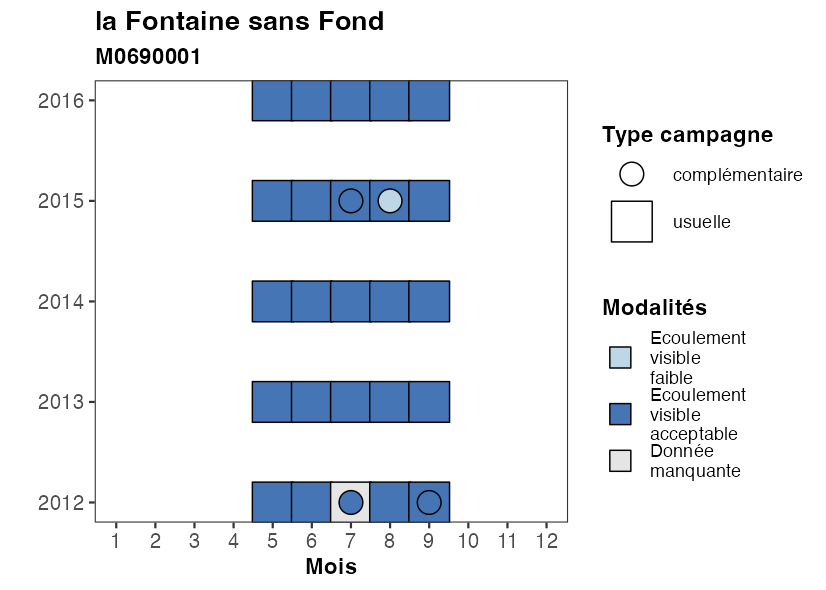 la Fontaine sans Fond
M0690001
2016
2015
2014
2013
2012
1 2 3 4 5 6 7 8 9 10 11 12
Mois
Type campagne
complémentaire
usuelle
Modalités
Ecoulement
visible
faible
Ecoulement
visible
acceptable
Donnée
manquante